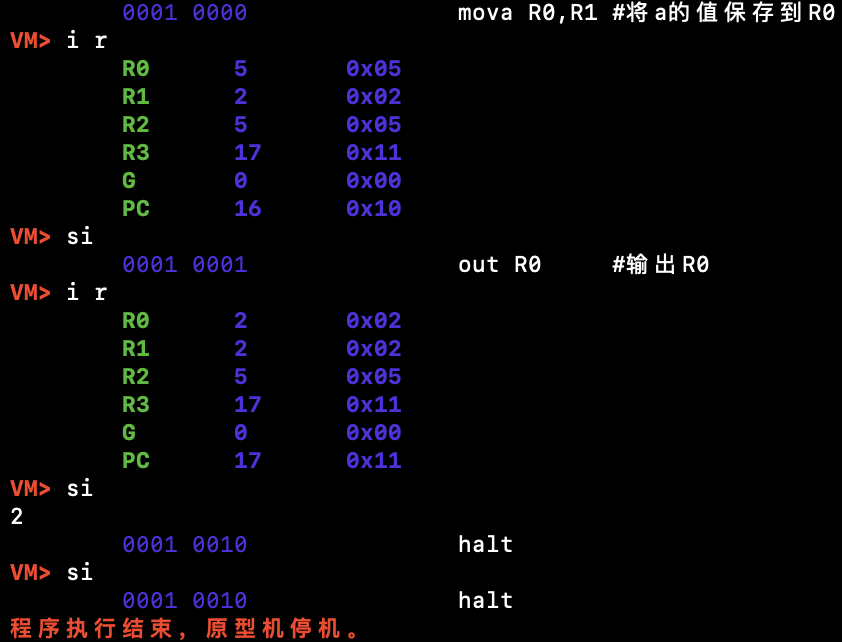 0001 0000 mova R0,R1 #将a的值保存到R0
VM> i r
R0 5 0x05
R1 2 0x02
R2 5 0x05
R3 17 0x11
G 0 0x00
PC 16 0x10
VM> si
0001 0001 out R0 #输出R0
VM> i r
R0 2 0x02
R1 2 0x02
R2 5 0x05
R3 17 0x11
G 0 0x00
PC 17 0x11
VM> si
2
0001 0010 halt
VM> si
0001 0010 halt
程序执行结束，原型机停机。